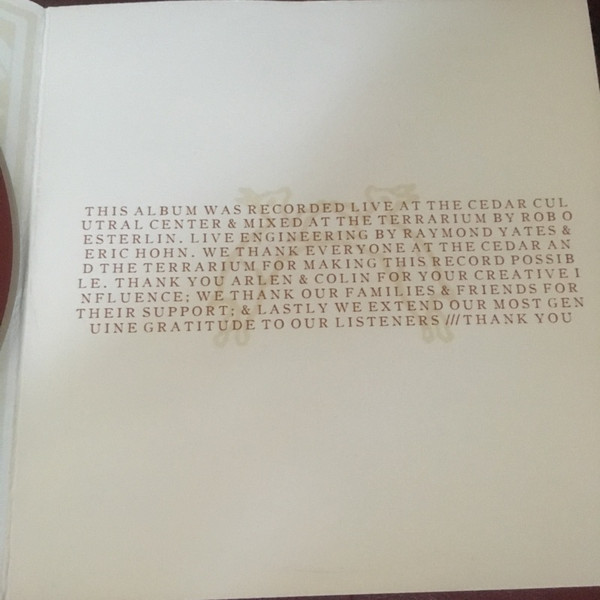 THIS ALBUM WAS RECORDED LIVE AT THE CEDAR CUL
UTRAL CENTER & MIXED AT THE TERRARIUM BY ROB O
ESTERLIN. LIVE ENGINEERING BY RAYMOND YATES &
ERIC HOHN. WE THANK EVERYONE AT THE CEDAR AN
D THE TERRARIUM FOR MAKING THIS RECORD POSSIB
LE. THANK YOU ARLEN & COLIN FOR YOUR CREATIVE I
NFLUENCE; WE THANK OUR FAMILIES & FRIENDS FOR
THEIR SUPPORT; & LASTLY WE EXTEND OUR MOST GEN
UINE GRATITUDE TO OUR LISTENERS /// THANK YOU